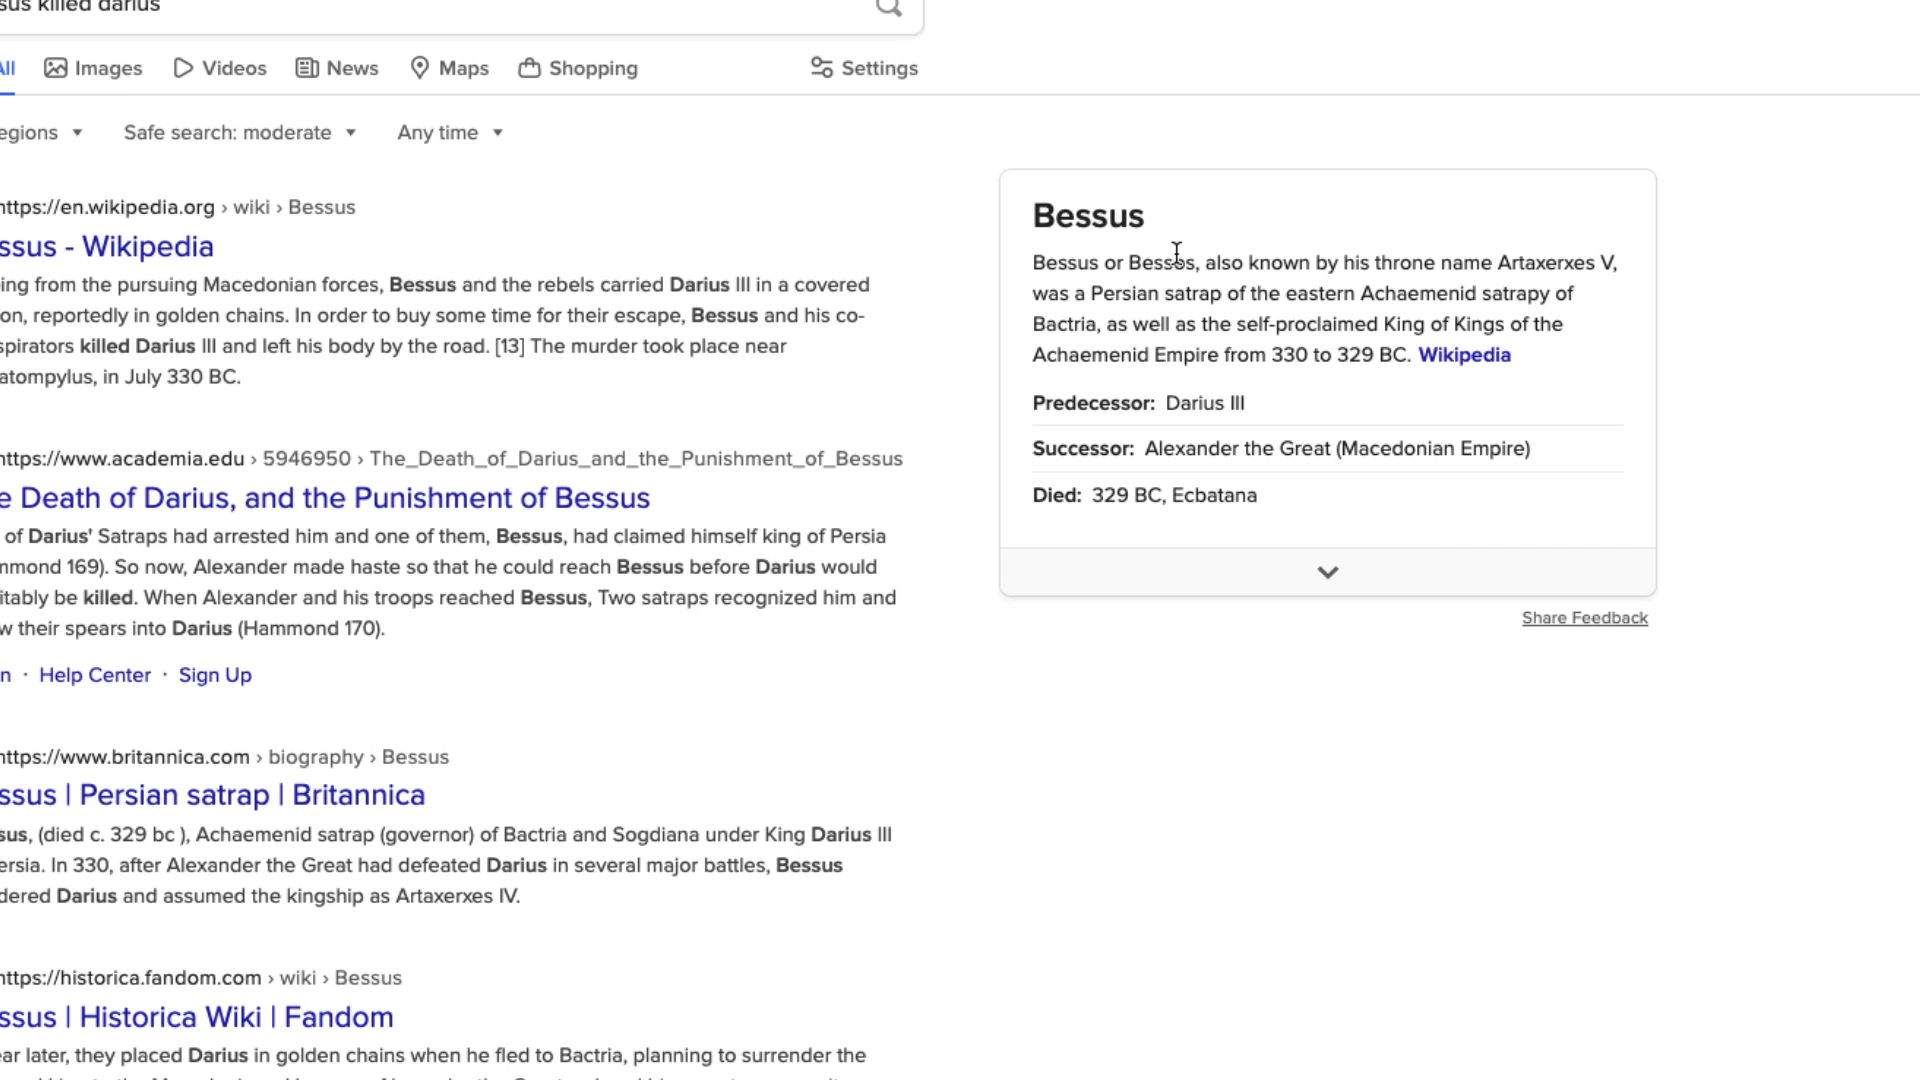 sus killed darius
All Images Videos News Maps Shopping Settings
egions Safe search: moderate Any time
https://en.wikipedia.org › wiki › Bessus
ssus - Wikipedia
ing from the pursuing Macedonian forces, Bessus and the rebels carried Darius III in a covered
on, reportedly in golden chains. In order to buy some time for their escape, Bessus and his co-
spirators killed Darius III and left his body by the road. [13] The murder took place near
atompylus, in July 330 BC.
https://www.academia.edu › 5946950 › The_Death_of_Darius_and_the_Punishment_of_Bessus
e Death of Darius, and the Punishment of Bessus
of Darius' Satraps had arrested him and one of them, Bessus, had claimed himself king of Persia
mmond 169). So now, Alexander made haste so that he could reach Bessus before Darius would
itably be killed. When Alexander and his troops reached Bessus, Two satraps recognized him and
w their spears into Darius (Hammond 170).
n · Help Center · Sign Up
https://www.britannica.com › biography › Bessus
ssus | Persian satrap | Britannica
sus, (died c. 329 bc ), Achaemenid satrap (governor) of Bactria and Sogdiana under King Darius III
ersia. In 330, after Alexander the Great had defeated Darius in several major battles, Bessus
dered Darius and assumed the kingship as Artaxerxes IV.
https://historica.fandom.com › wiki › Bessus
ssus | Historica Wiki | Fandom
ear later, they placed Darius in golden chains when he fled to Bactria, planning to surrender the
Bessus
Bessus or Bessos, also known by his throne name Artaxerxes V,
was a Persian satrap of the eastern Achaemenid satrapy of
Bactria, as well as the self-proclaimed King of Kings of the
Achaemenid Empire from 330 to 329 BC. Wikipedia
Predecessor: Darius III
Successor: Alexander the Great (Macedonian Empire)
Died: 329 BC, Ecbatana
Share Feedback